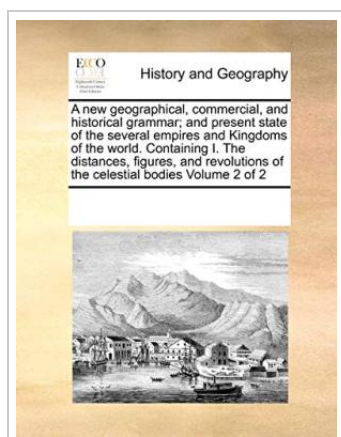 ECCO
History and Geography
A new geographical, commercial, and
historical grammar; and present state
of the several empires and Kingdoms
of the world. Containing I. The
distances, figures, and revolutions of
the celestial bodies Volume 2 of 2